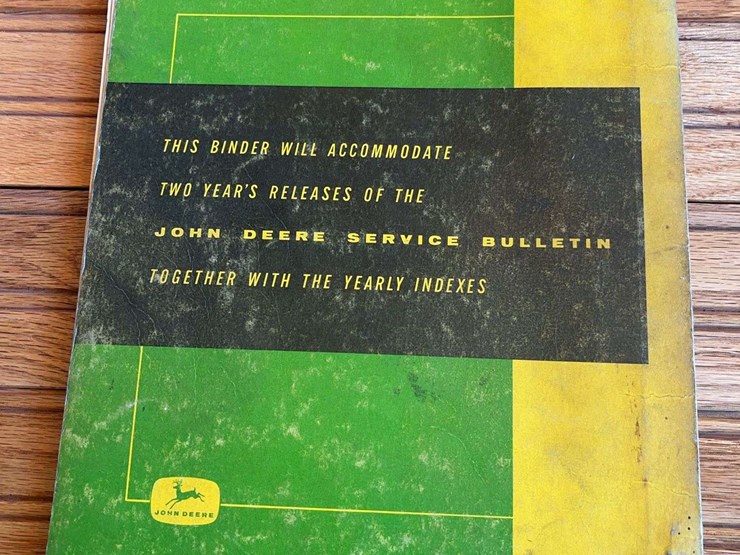 THIS BINDER WILL ACCOMMODATE
TWO YEAR'S RELEASES OF THE
JOHN DEERE SERVICE BULLETIN
TOGETHER WITH THE YEARLY INDEXES
JOHN DEERE